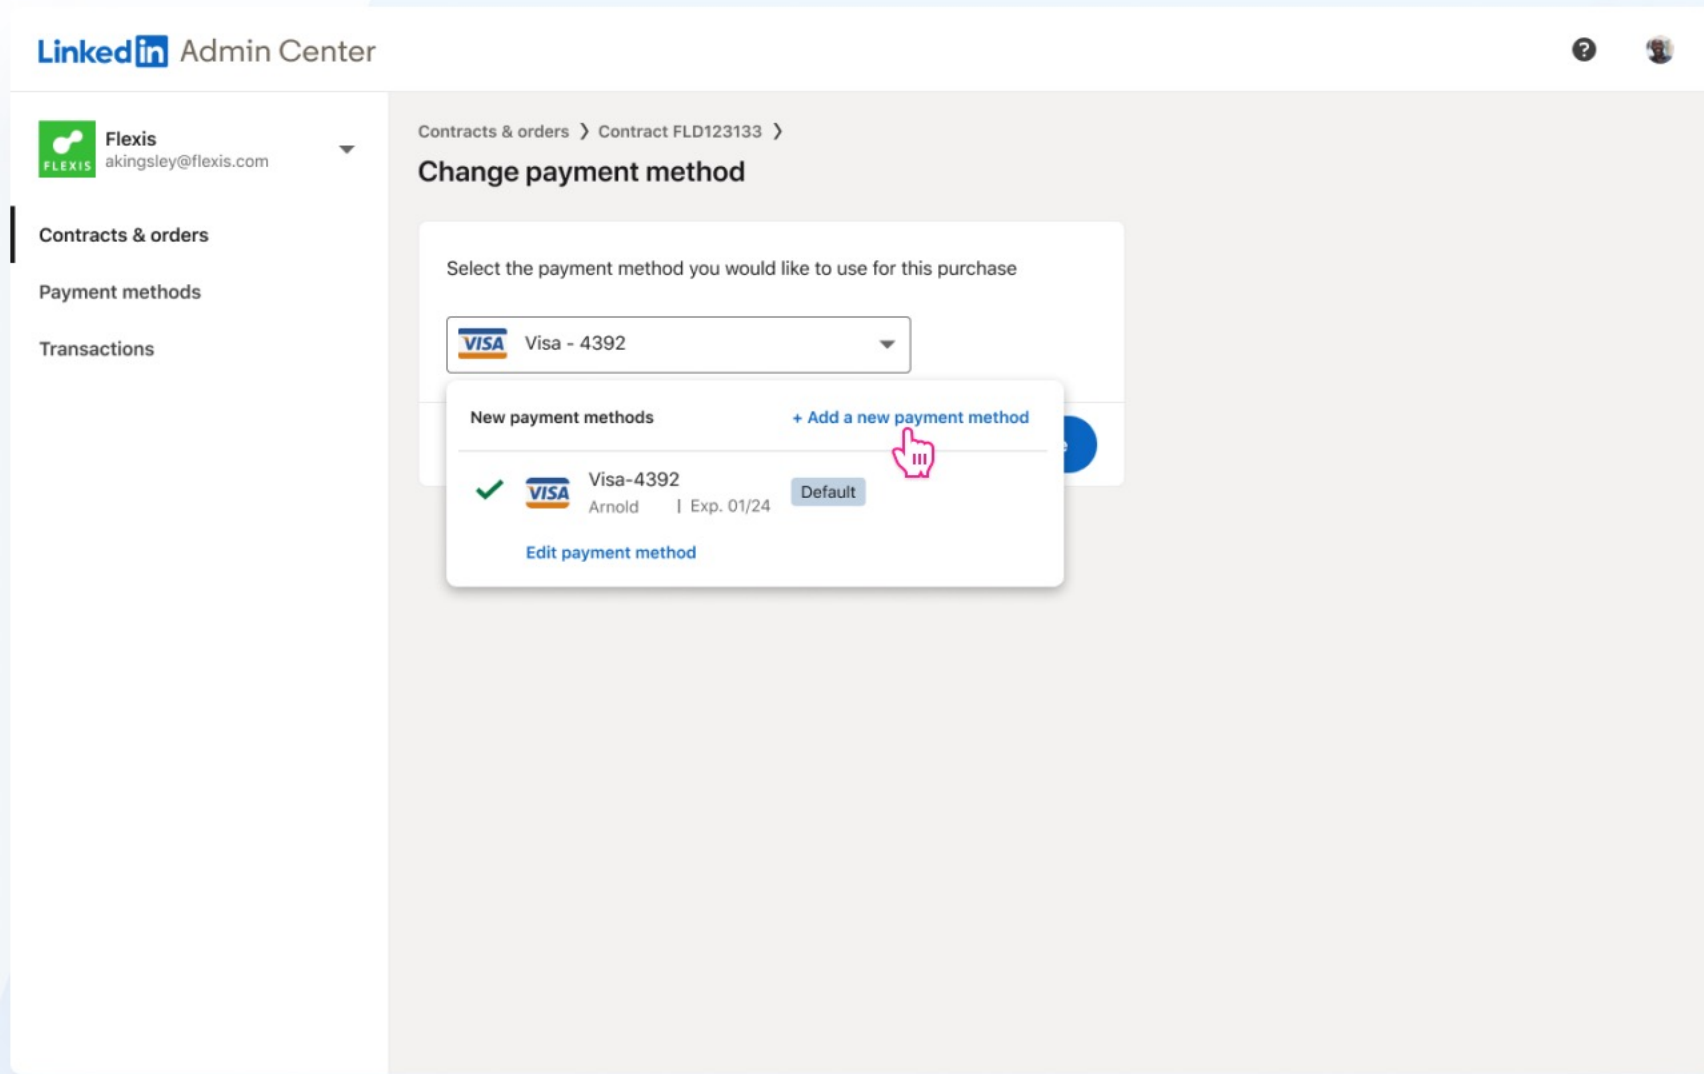 Linked in Admin Center
?
FLEXIS
Flexis
akingsley@flexis.com
Contracts & orders
Payment methods
Transactions
Contracts & orders ❯ Contract FLD123133 ❯
Change payment method
Select the payment method you would like to use for this purchase
VISA Visa - 4392
New payment methods + Add a new payment method
VISA Visa-4392 Default
Arnold | Exp. 01/24
Edit payment method